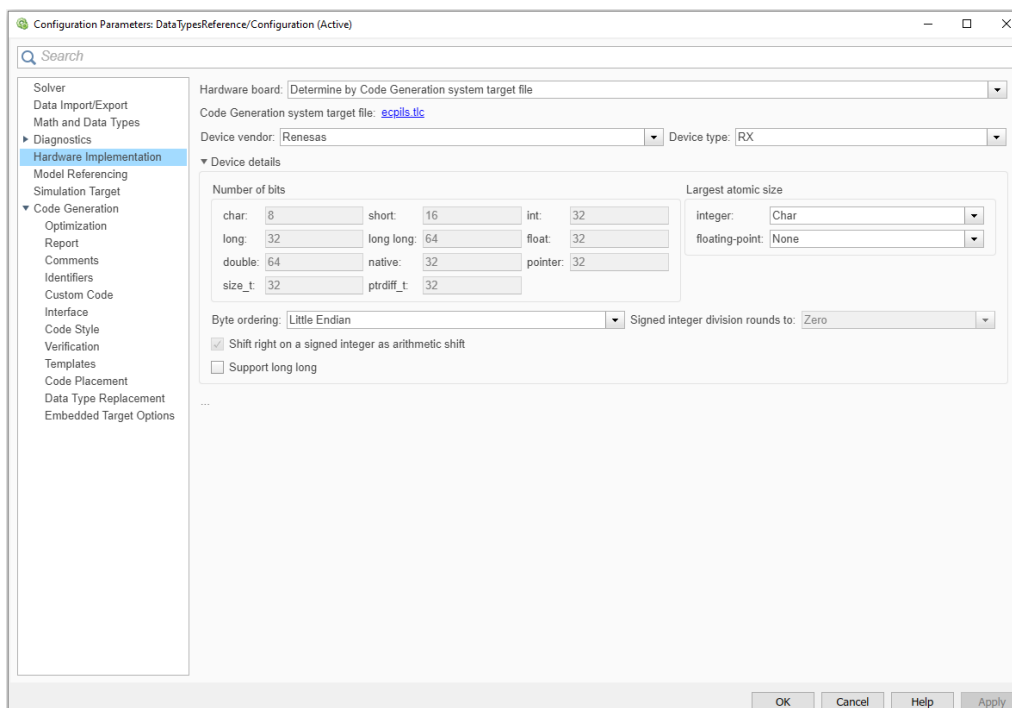 Configuration Parameters: DataTypesReference/Configuration (Active)
Search
Solver
Data Import/Export
Math and Data Types
Diagnostics
Hardware Implementation
Model Referencing
Simulation Target
Code Generation
Optimization
Report
Comments
Identifiers
Custom Code
Interface
Code Style
Verification
Templates
Code Placement
Data Type Replacement
Embedded Target Options
Hardware board: Determine by Code Generation system target file
Code Generation system target file: ecpils.tlc
Device vendor: Renesas Device type: RX
Device details
Number of bits
char: 8 short: 16 int: 32
long: 32 long long: 64 float: 32
double: 64 native: 32 pointer: 32
size_t: 32 ptrdiff_t: 32
Largest atomic size
integer: Char
floating-point: None
Byte ordering: Little Endian Signed integer division rounds to: Zero
Shift right on a signed integer as arithmetic shift
Support long long
...
OK Cancel Help Apply